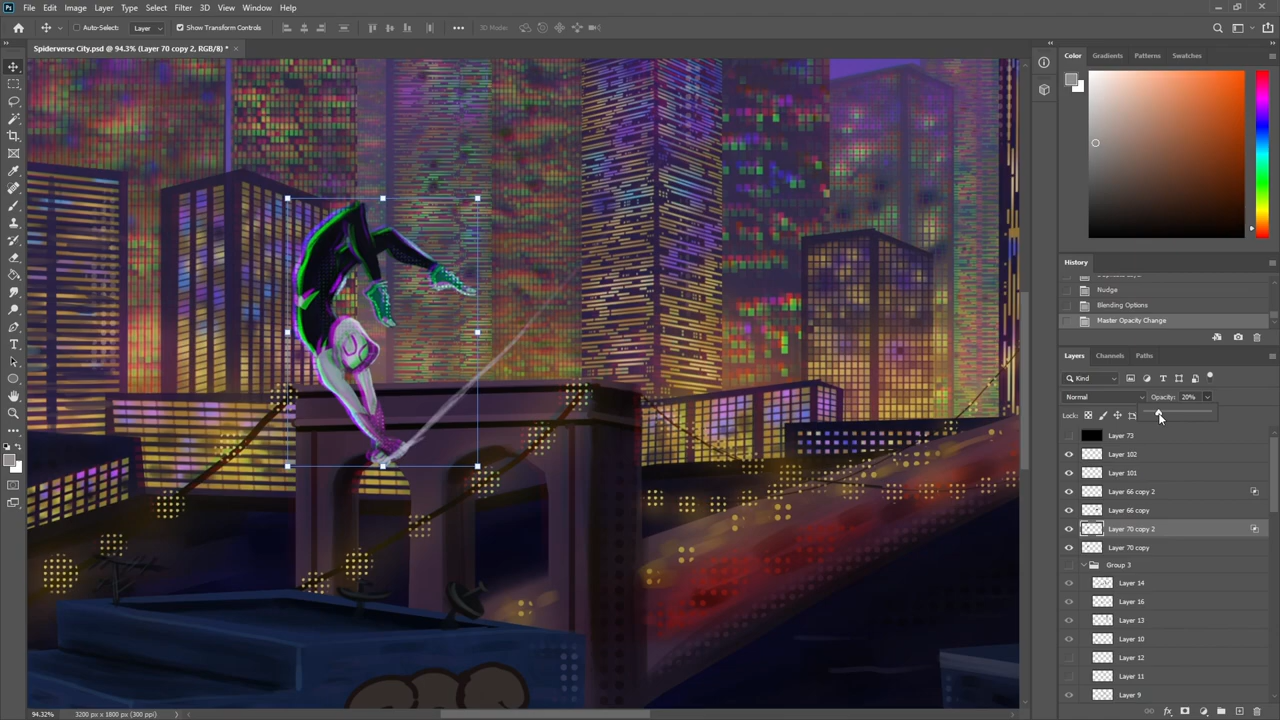 Ps File Edit Image Layer Type Select Filter 3D View Window Help
Auto-Select: Layer Show Transform Controls 3D Mode:
Spiderverse City.psd @ 94.3% (Layer 70 copy 2, RGB/8) *
Color Gradients Patterns Swatches
History
Nudge
Blending Options
Master Opacity Change
Layers Channels Paths
Kind
Normal Opacity: 20%
Lock:
Layer 73
Layer 102
Layer 101
Layer 66 copy 2
Layer 66 copy
Layer 70 copy 2
Layer 70 copy
Group 3
Layer 14
Layer 16
Layer 13
Layer 10
Layer 12
Layer 11
Layer 9
94.32% 3200 px x 1800 px (300 ppi)